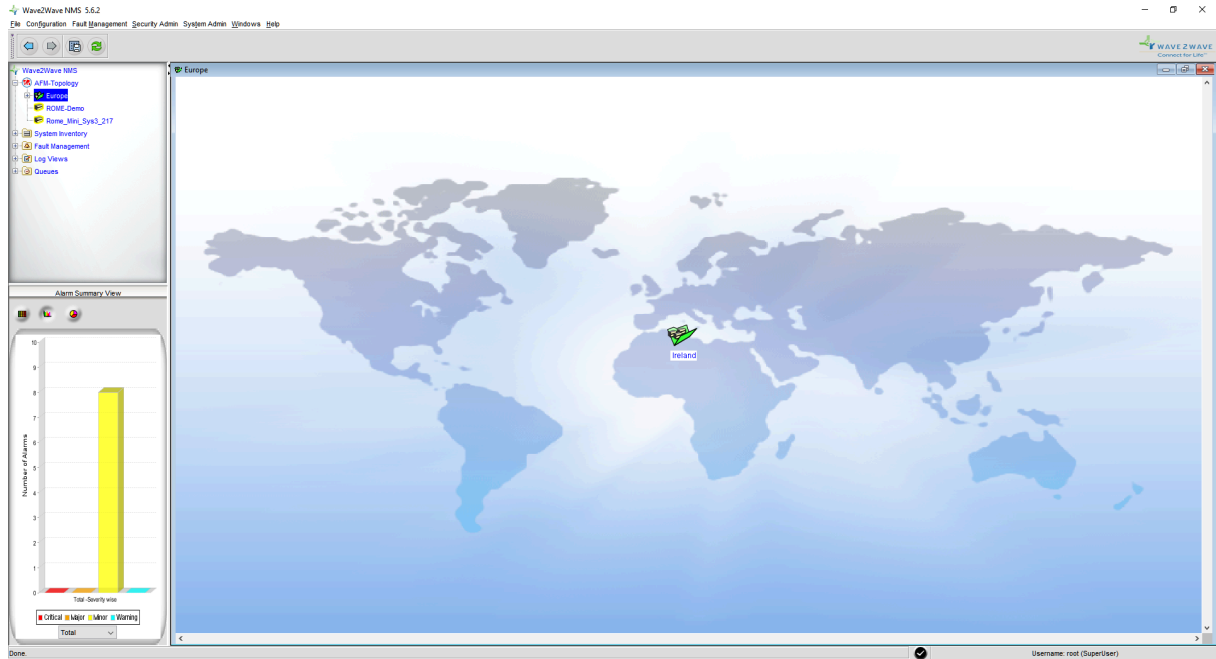 Wave2Wave NMS 5.6.2
File Configuration Fault Management Security Admin System Admin Windows Help
WAVE2WAVE
Connect for Life™
Wave2Wave NMS
AFM-Topology
Europe
ROME-Demo
Rome_Mini_Sys3_217
System Inventory
Fault Management
Log Views
Queues
Europe
Ireland
Alarm Summary View
Number of Alarms
10
9
8
7
6
5
4
3
2
1
0
Total -Severity wise
Critical Major Minor Warning
Total
Done.
Username: root (SuperUser)